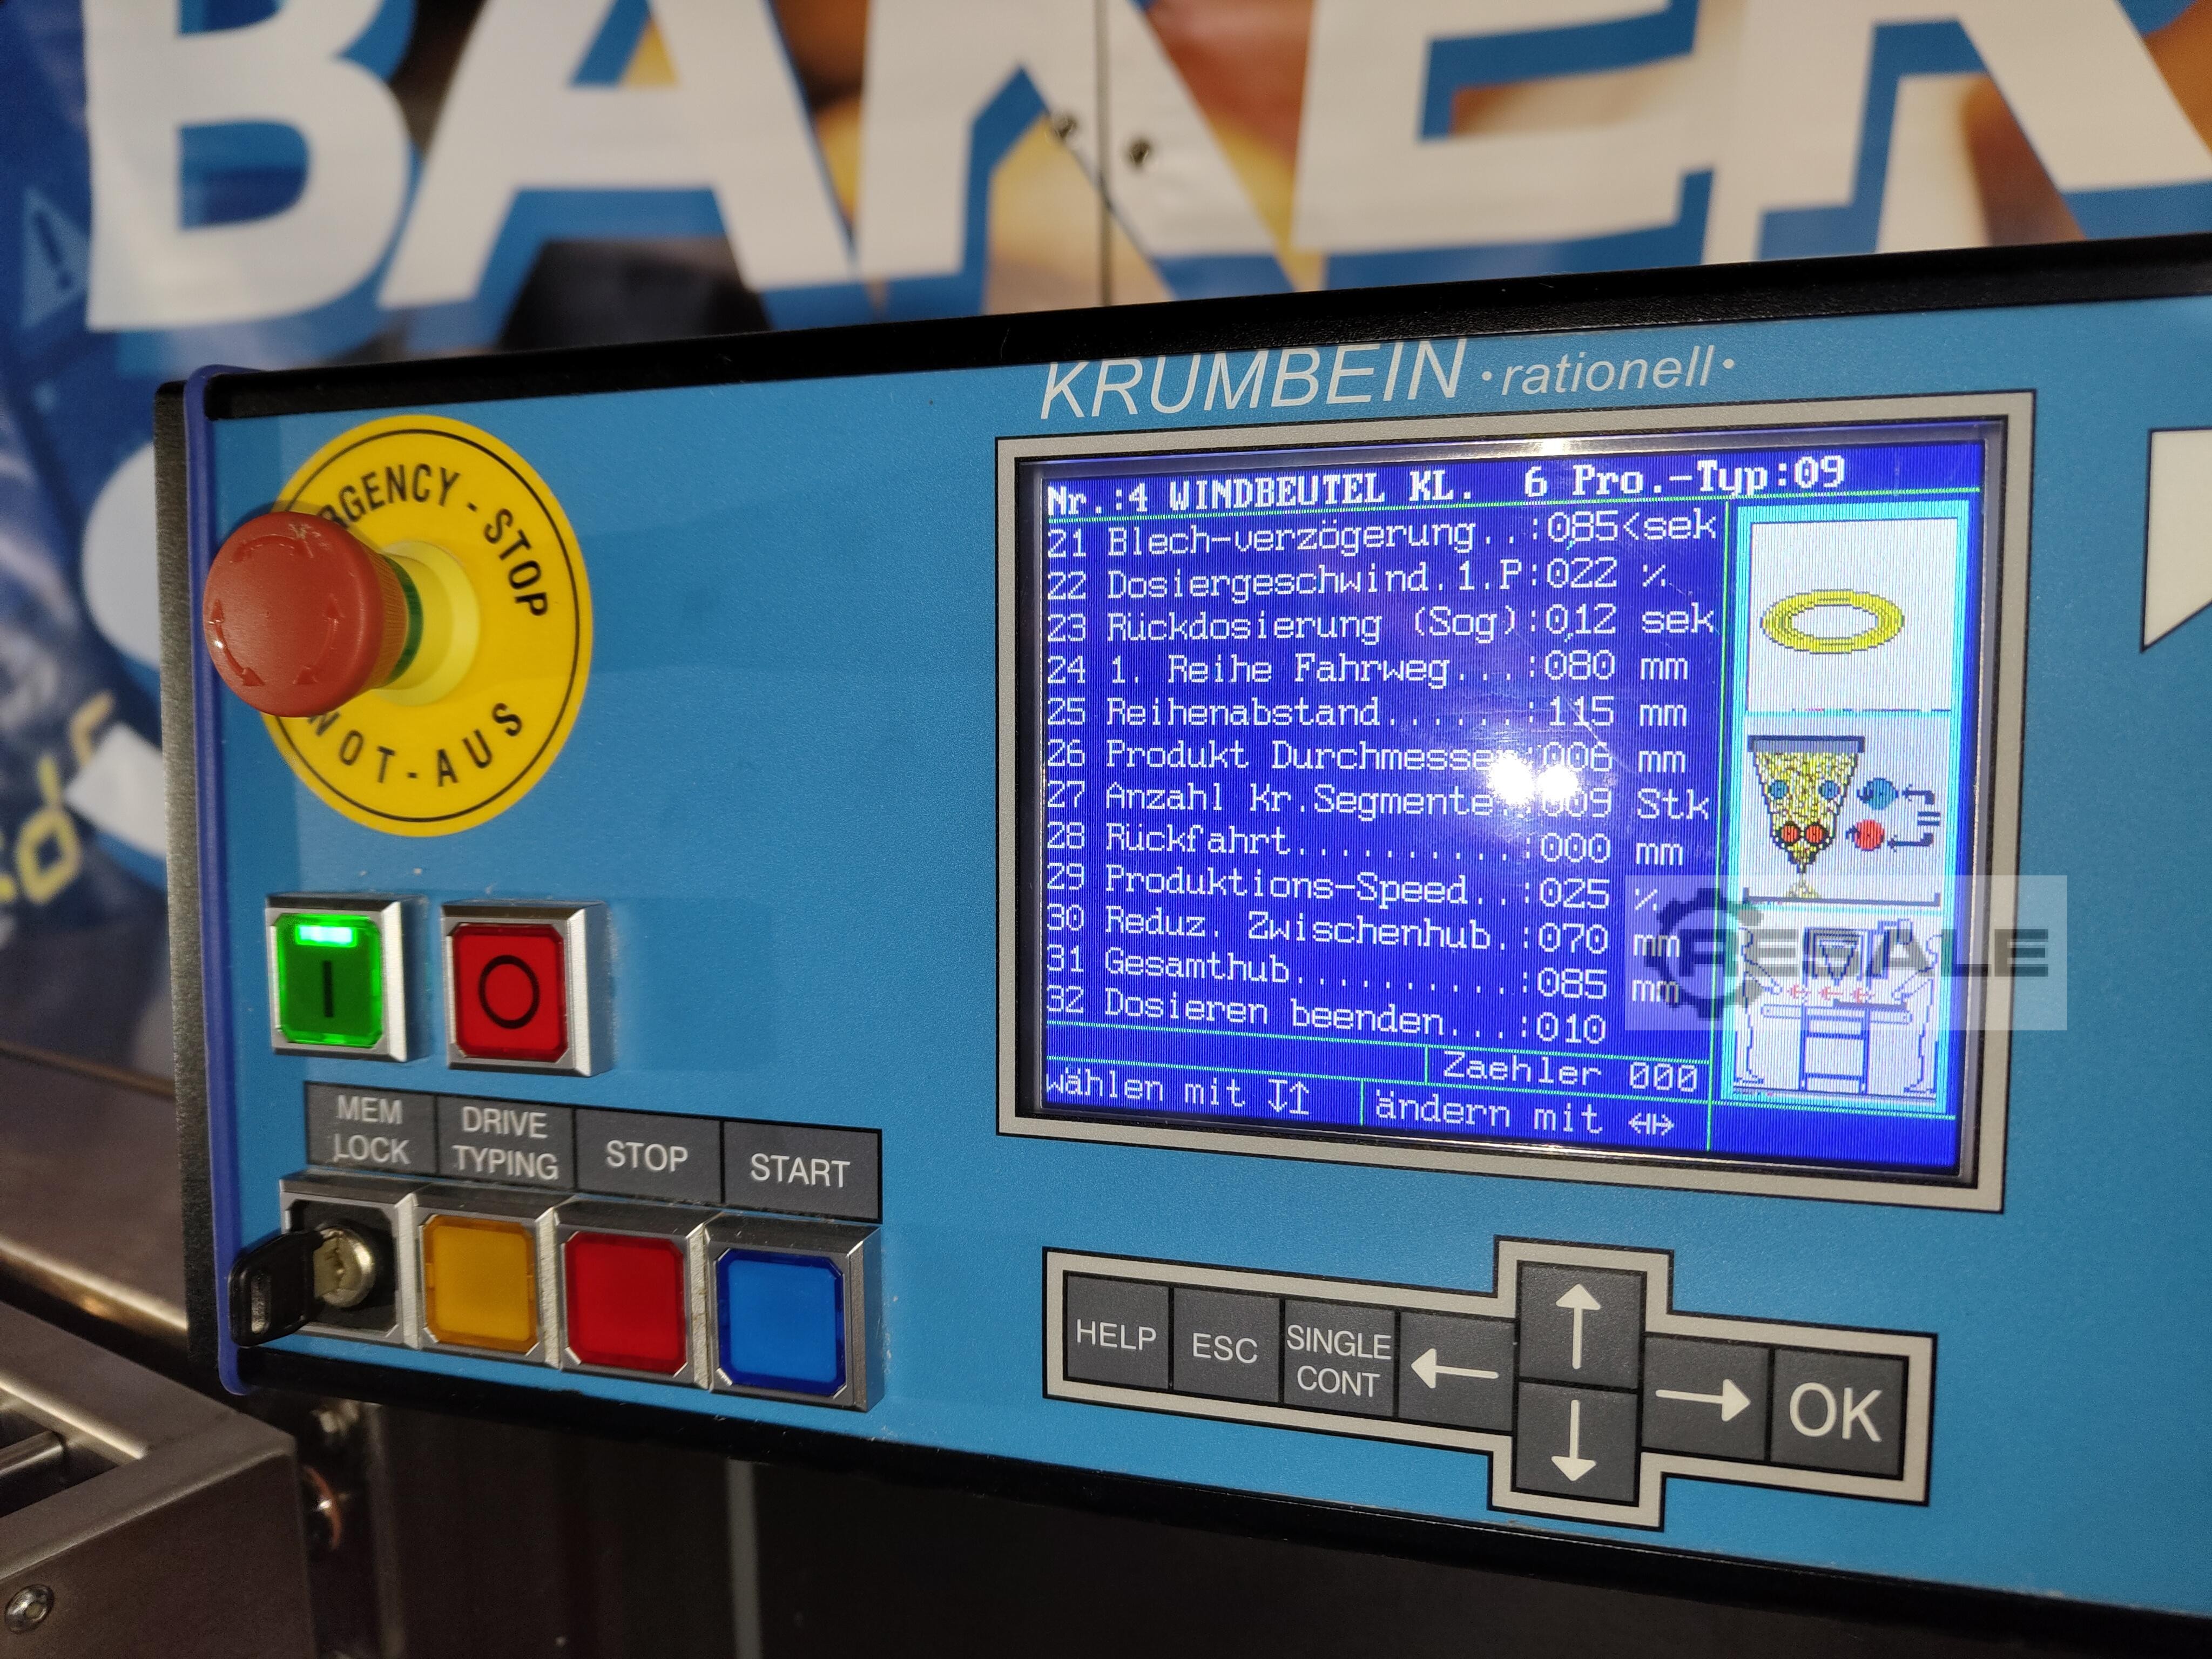 BAKER
KRUMBEIN · rationell ·
RGENCY - STOP
NOT - AUS
Nr.:4 WINDBEUTEL KL. 6 Pro.-Typ:09
21 Blech-verzögerung..:085<sek
22 Dosiergeschwind.1.P:022 %
23 Rückdosierung (Sog):012 sek
24 1. Reihe Fahrweg...:080 mm
25 Reihenabstand......:115 mm
26 Produkt Durchmesser:006 mm
27 Anzahl Kr.Segmente.:009 Stk
28 Rückfahrt..........:000 mm
29 Produktions-Speed..:025 %
30 Reduz. Zwischenhub.:070 mm
31 Gesamthub..........:085 mm
32 Dosieren beenden...:010
Zaehler 000
wählen mit ↓↑
ändern mit ↔
RESALE
MEM LOCK
DRIVE TYPING
STOP
START
HELP
ESC
SINGLE CONT
←
↑
↓
→
OK